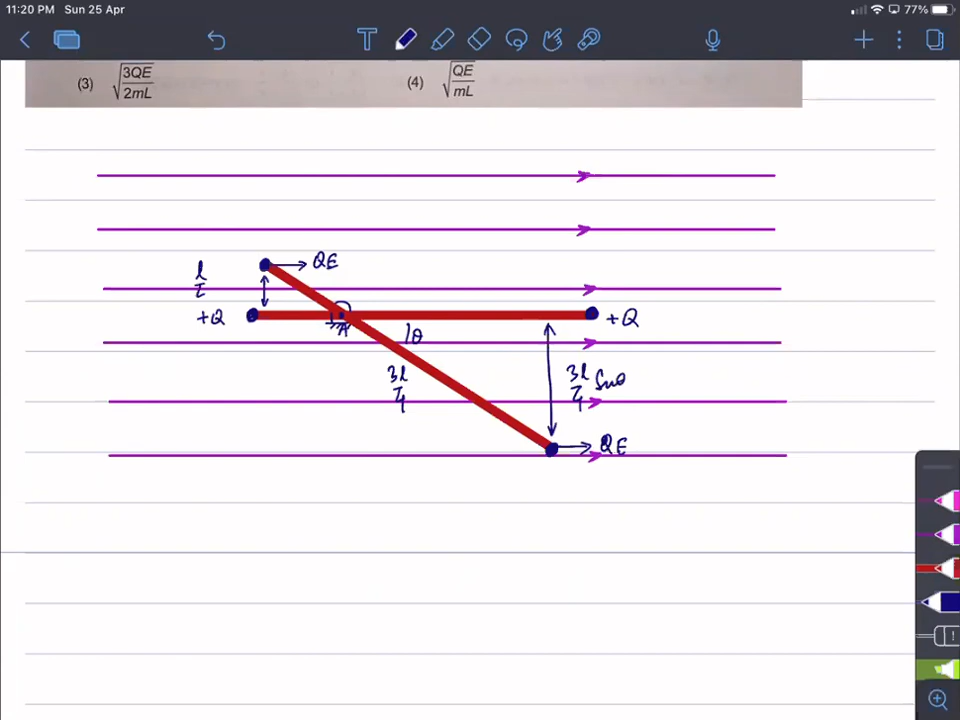 11:20 PM Sun 25 Apr
77%
(3) √(3QE/2mL) (4) √(QE/mL)
QE
+Q
+Q
A
θ
3l/4
3l/4 Sinθ
QE